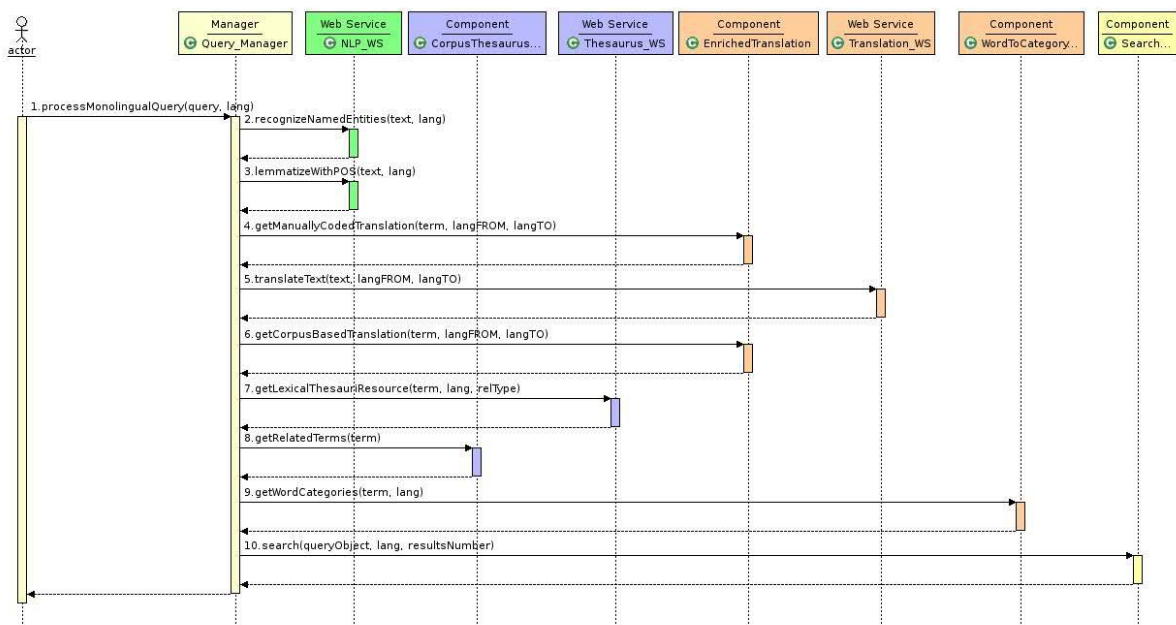 Manager
Query_Manager
Web Service
NLP_WS
Component
CorpusThesaurus...
Web Service
Thesaurus_WS
Component
EnrichedTranslation
Web Service
Translation_WS
Component
WordToCategory...
Component
Search...
actor
1.processMonolingualQuery(query, lang)
2.recognizeNamedEntities(text, lang)
3.lemmatizeWithPOS(text, lang)
4.getManuallyCodedTranslation(term, langFROM, langTO)
5.translateText(text, langFROM, langTO)
6.getCorpusBasedTranslation(term, langFROM, langTO)
7.getLexicalThesauriResource(term, lang, relType)
8.getRelatedTerms(term)
9.getWordCategories(term, lang)
10.search(queryObject, lang, resultsNumber)